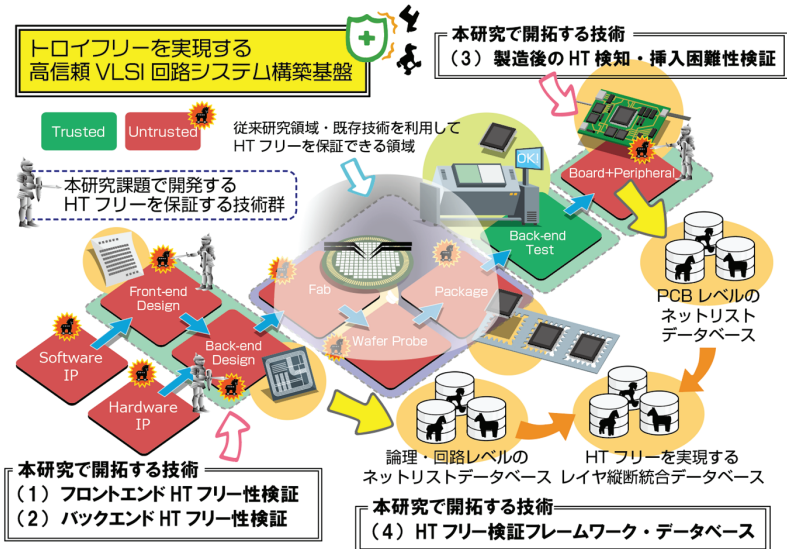 トロイフリーを実現する
高信頼 VLSI 回路システム構築基盤
本研究で開拓する技術
(3) 製造後の HT 検知・挿入困難性検証
Trusted
Untrusted
従来研究領域・既存技術を利用して
HT フリーを保証できる領域
本研究課題で開発する
HT フリーを保証する技術群
OK!
Board+Peripheral
Back-end
Test
Front-end
Design
Fab
Package
Software
IP
Back-end
Design
Wafer Probe
Hardware
IP
PCB レベルの
ネットリスト
データベース
論理・回路レベルの
ネットリストデータベース
HT フリーを実現する
レイヤ縦断統合データベース
本研究で開拓する技術
(1) フロントエンド HT フリー性検証
(2) バックエンド HT フリー性検証
本研究で開拓する技術
(4) HT フリー検証フレームワーク・データベース